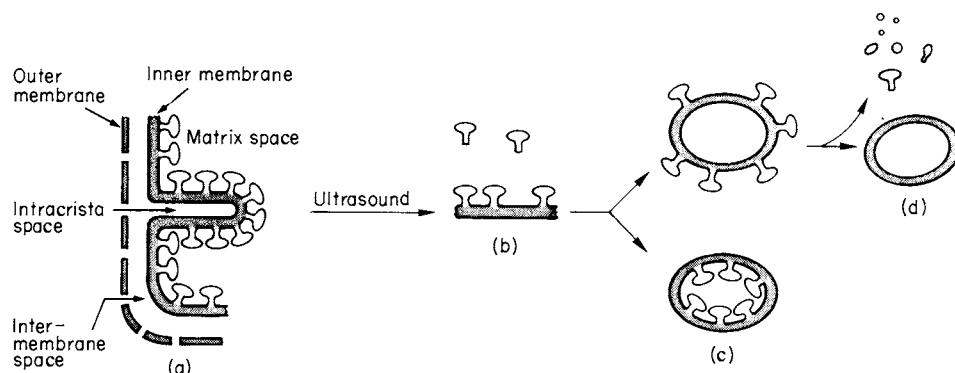 Outer
membrane
Inner membrane
Matrix space
Intracrista
space
Inter-
membrane
space
(a)
Ultrasound
(b)
(c)
(d)